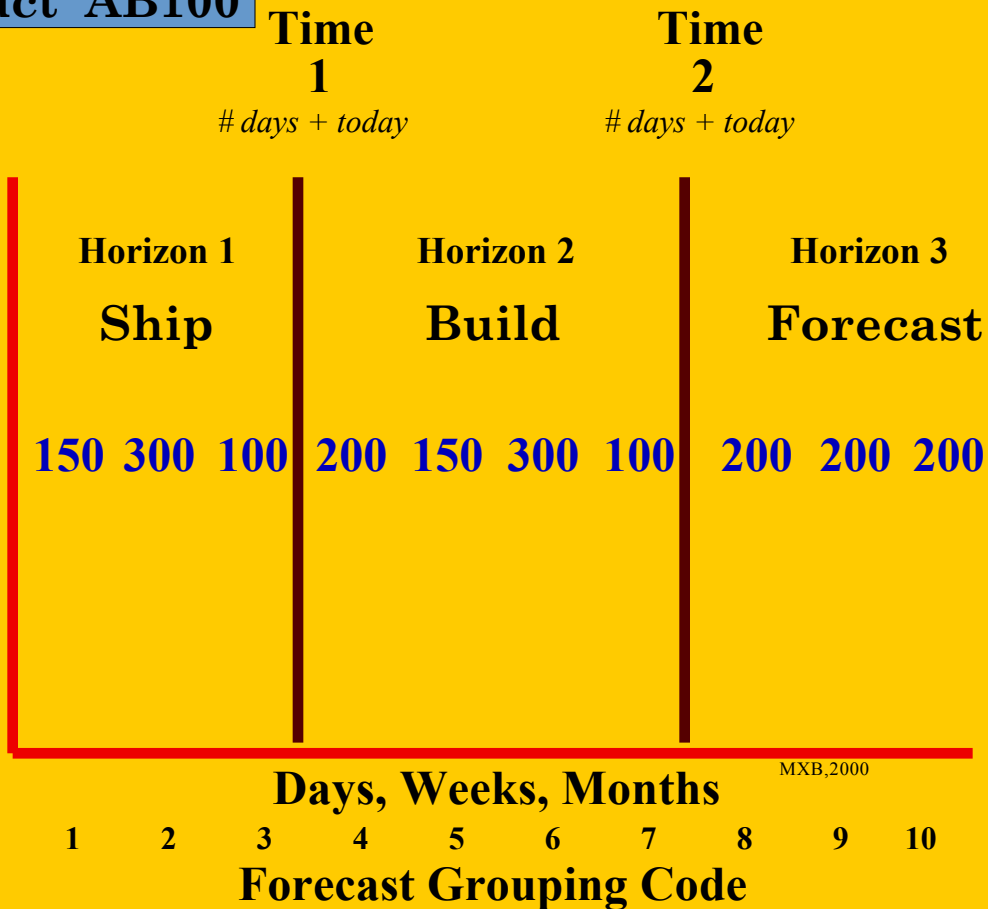 AB100
Time Time
1 2
# days + today # days + today
Horizon 1 Horizon 2 Horizon 3
Ship Build Forecast
150 300 100 200 150 300 100 200 200 200
MXB,2000
Days, Weeks, Months
1 2 3 4 5 6 7 8 9 10
Forecast Grouping Code